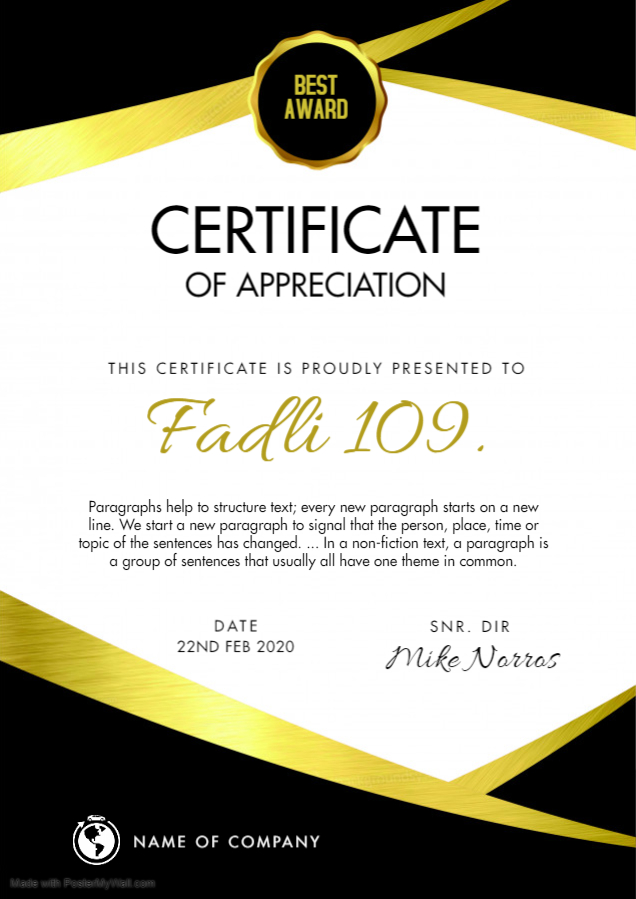 BEST
AWARD
CERTIFICATE
OF APPRECIATION
THIS CERTIFICATE IS PROUDLY PRESENTED TO
Fadli 109.
Paragraphs help to structure text; every new paragraph starts on a new
line. We start a new paragraph to signal that the person, place, time or
topic of the sentences has changed. ... In a non-fiction text, a paragraph is
a group of sentences that usually all have one theme in common.
DATE
22ND FEB 2020
SNR. DIR
Mike Norros
NAME OF COMPANY
Made with PosterMyWall.com